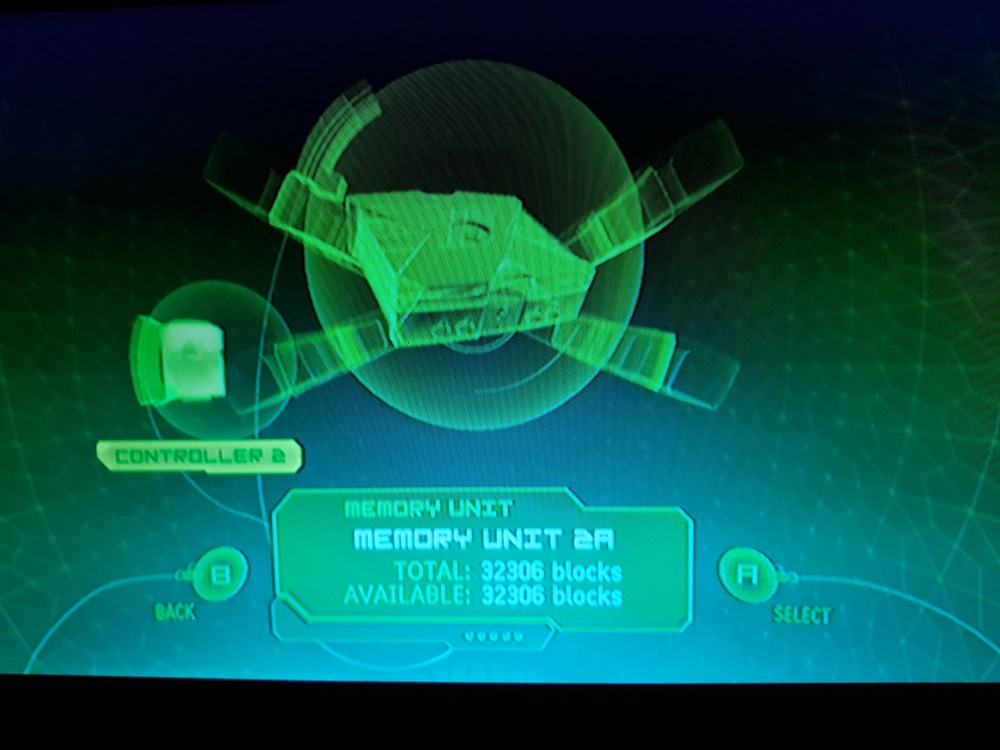 CONTROLLER 2
MEMORY UNIT
MEMORY UNIT 2A
TOTAL: 32306 blocks
AVAILABLE: 32306 blocks
B
BACK
A
SELECT